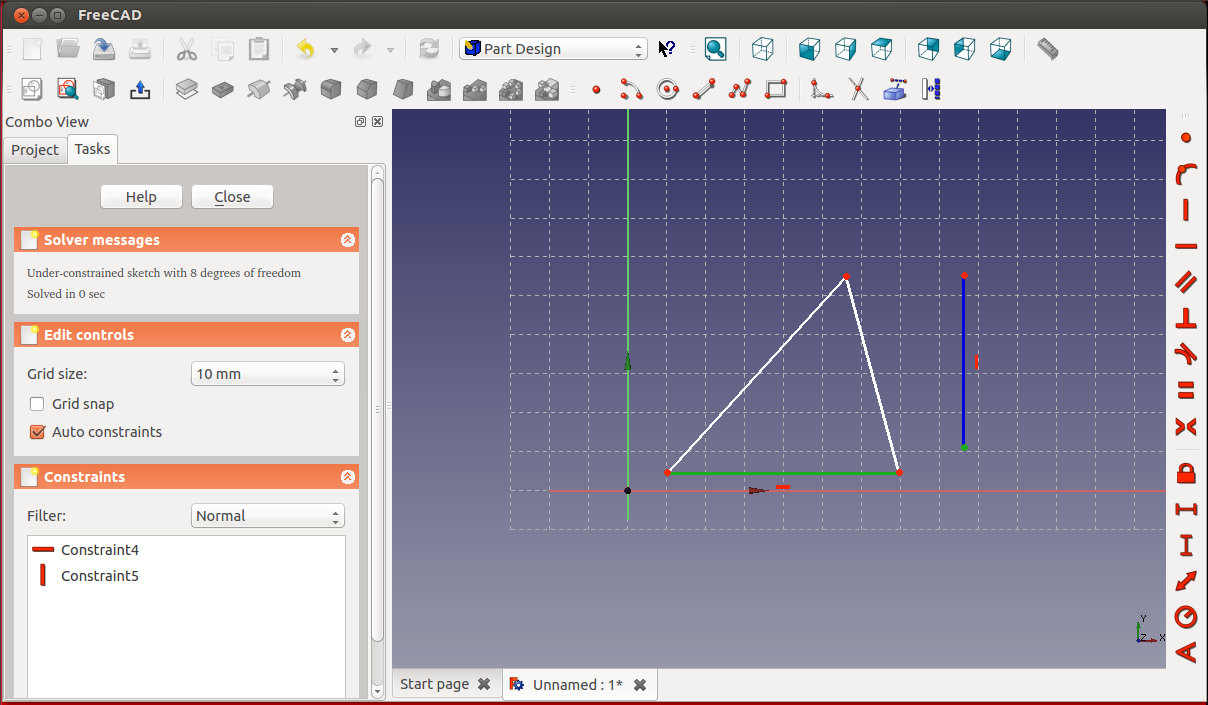 FreeCAD
Part Design
Combo View
Project
Tasks
Help
Close
Solver messages
Under-constrained sketch with 8 degrees of freedom
Solved in 0 sec
Edit controls
Grid size:
10 mm
Grid snap
Auto constraints
Constraints
Filter:
Normal
Constraint4
Constraint5
Y
Z
X
Start page
Unnamed : 1*